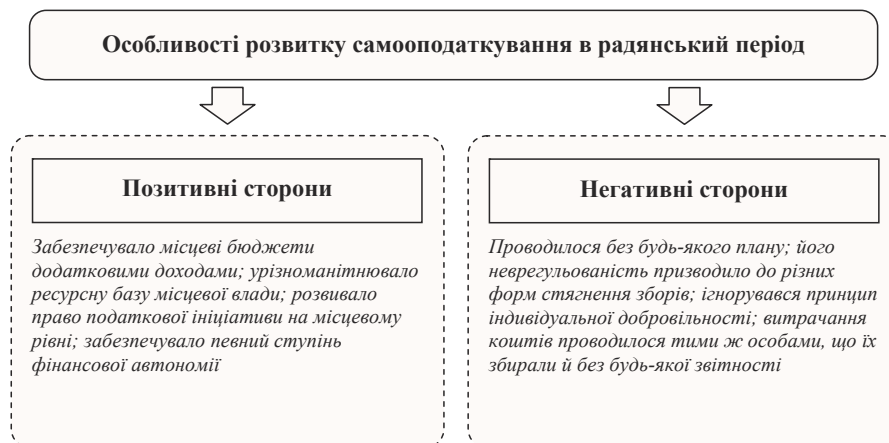 Особливості розвитку самооподаткування в радянський період
Позитивні сторони
Забезпечувало місцеві бюджети
додатковими доходами; урізноманітнювало
ресурсну базу місцевої влади; розвивало
право податкової ініціативи на місцевому
рівні; забезпечувало певний ступінь
фінансової автономії
Негативні сторони
Проводилося без будь-якого плану; його
неврегульованість призводило до різних
форм стягнення зборів; ігнорувався принцип
індивідуальної добровільності; витрачання
коштів проводилося тими ж особами, що їх
збирали й без будь-якої звітності